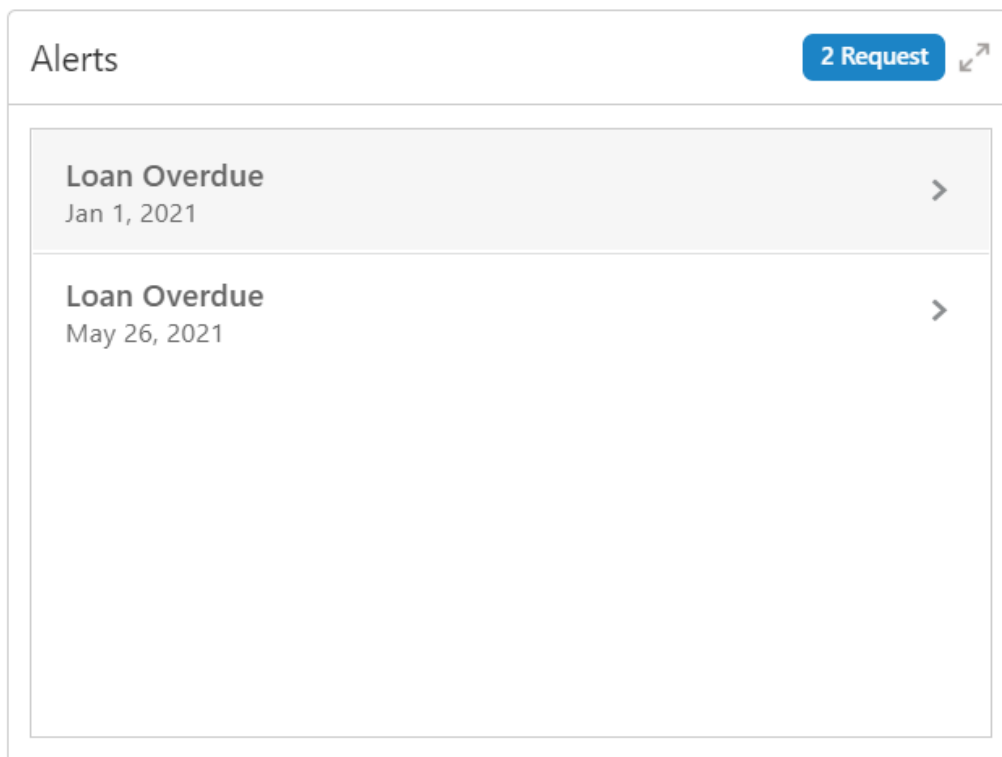 Alerts
2 Request
Loan Overdue
Jan 1, 2021
Loan Overdue
May 26, 2021